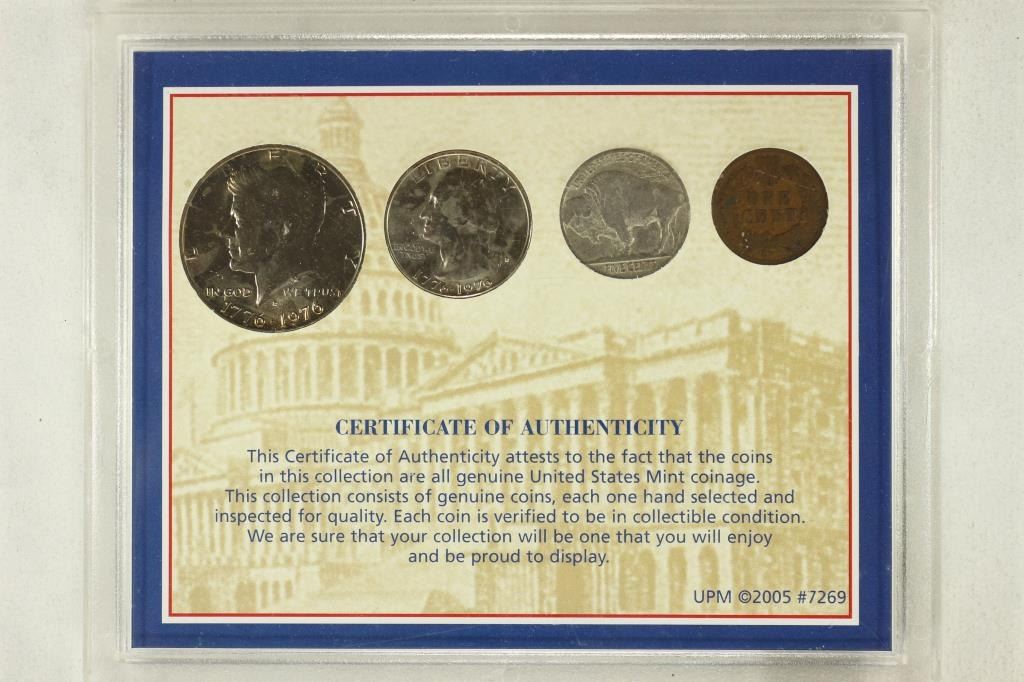 LIBERTY
IN GOD WE TRUST
1776·1976
LIBERTY
IN GOD WE
TRUST
1776-1976
FIVE CENTS
ONE
CENT
CERTIFICATE OF AUTHENTICITY
This Certificate of Authenticity attests to the fact that the coins
in this collection are all genuine United States Mint coinage.
This collection consists of genuine coins, each one hand selected and
inspected for quality. Each coin is verified to be in collectible condition.
We are sure that your collection will be one that you will enjoy
and be proud to display.
UPM ©2005 #7269